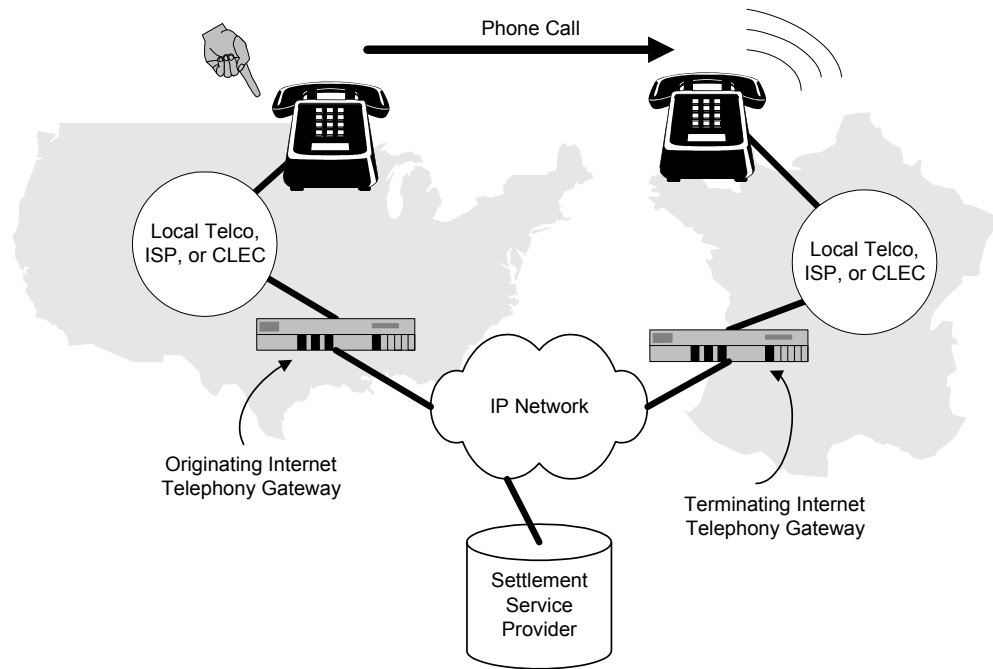 Phone Call
Local Telco,
ISP, or CLEC
Local Telco,
ISP, or CLEC
IP Network
Originating Internet
Telephony Gateway
Terminating Internet
Telephony Gateway
Settlement
Service
Provider